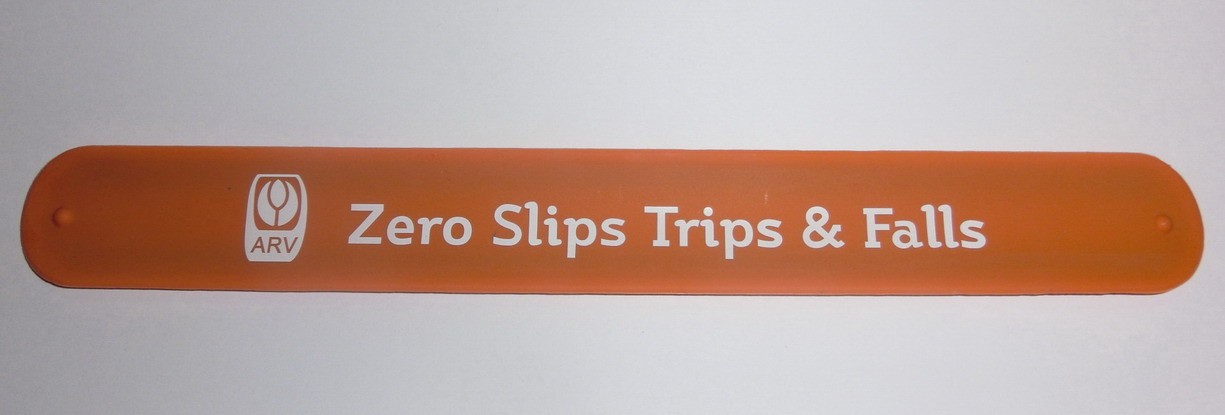 ARV
Zero Slips Trips & Falls